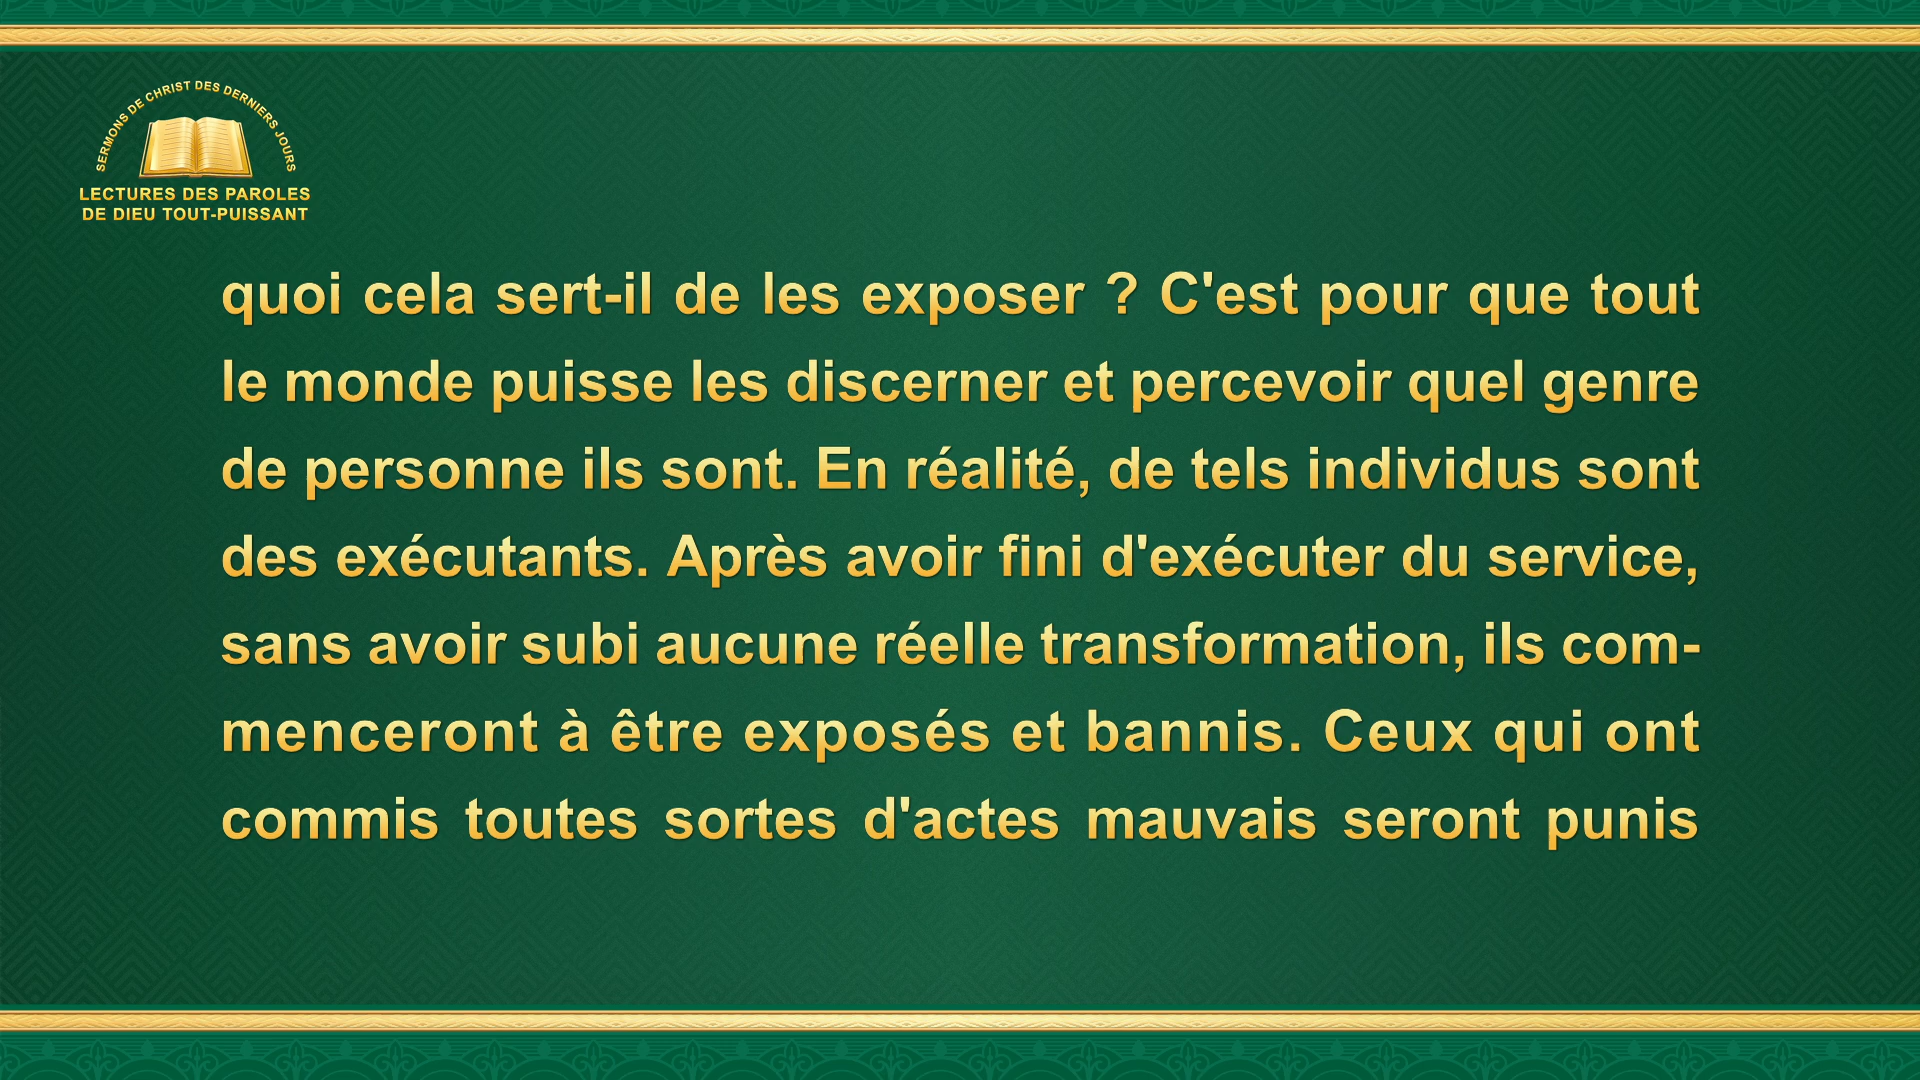 SERMONS DE CHRIST DES DERNIERS JOURS
LECTURES DES PAROLES
DE DIEU TOUT-PUISSANT
quoi cela sert-il de les exposer ? C'est pour que tout
le monde puisse les discerner et percevoir quel genre
de personne ils sont. En réalité, de tels individus sont
des exécutants. Après avoir fini d'exécuter du service,
sans avoir subi aucune réelle transformation, ils com-
menceront à être exposés et bannis. Ceux qui ont
commis toutes sortes d'actes mauvais seront punis